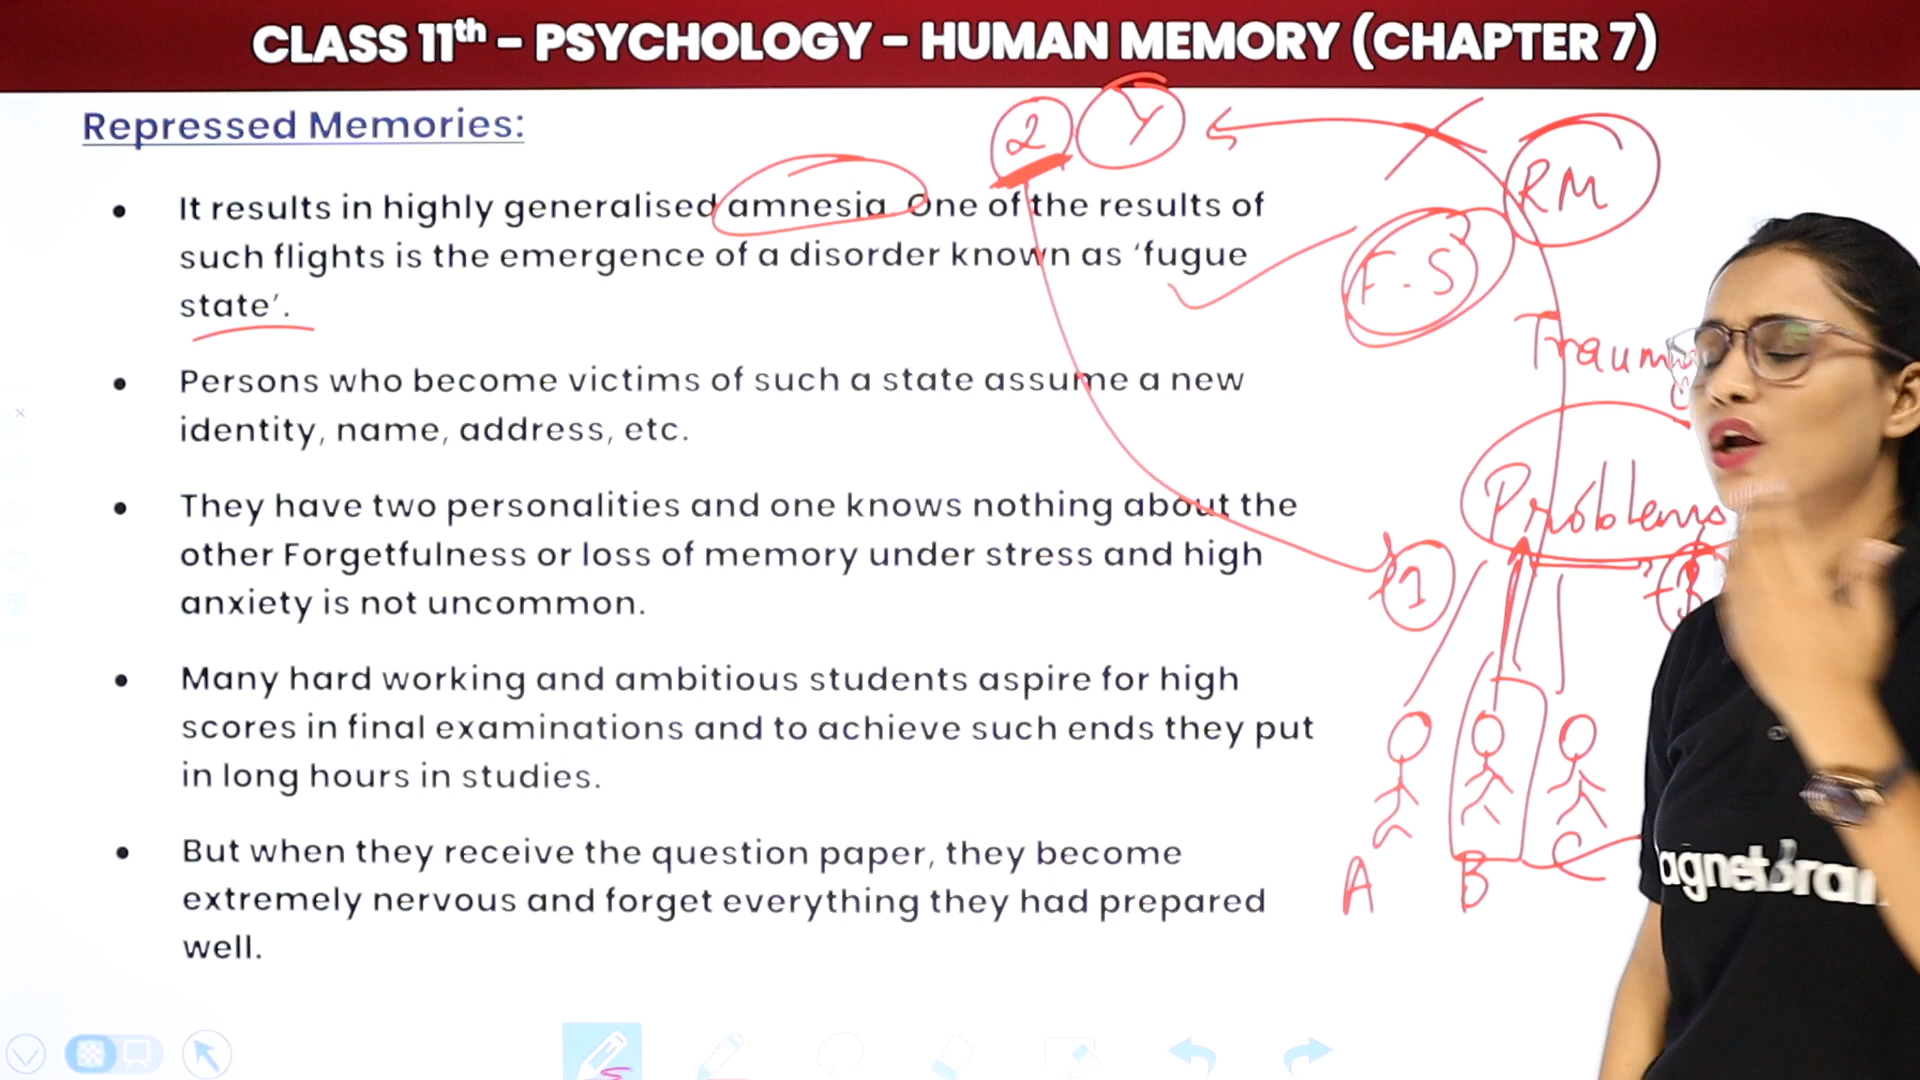 CLASS 11th – PSYCHOLOGY – HUMAN MEMORY (CHAPTER 7)
Repressed Memories:
2 Y
RM
• It results in highly generalised amnesia. One of the results of
such flights is the emergence of a disorder known as ‘fugue
state’.
F.S
Trauma
• Persons who become victims of such a state assume a new
identity, name, address, etc.
Problems
• They have two personalities and one knows nothing about the
other Forgetfulness or loss of memory under stress and high
anxiety is not uncommon.
1
• Many hard working and ambitious students aspire for high
scores in final examinations and to achieve such ends they put
in long hours in studies.
• But when they receive the question paper, they become
extremely nervous and forget everything they had prepared
well.
A B C
agnetBra